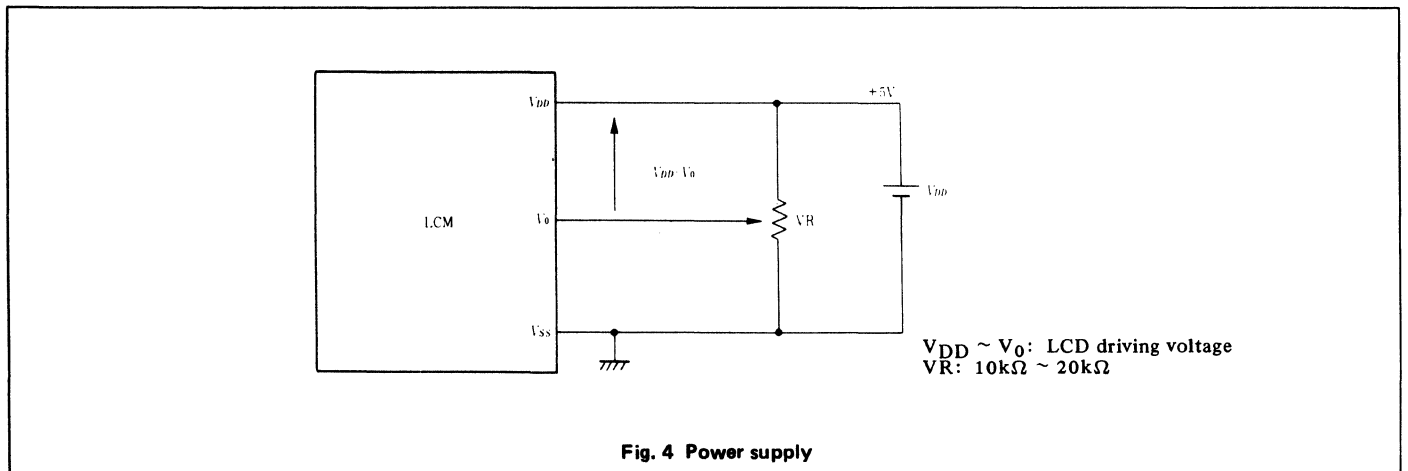 +5V
VDD
VDD-V0
VDD
LCM
V0
VR
VSS
VDD ~ V0: LCD driving voltage
VR: 10kΩ ~ 20kΩ
Fig. 4 Power supply